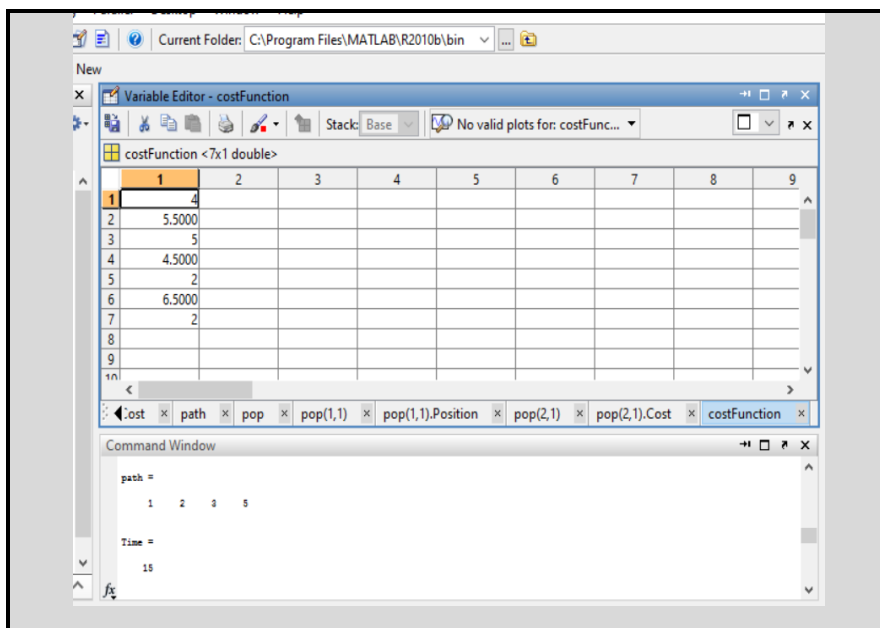 Current Folder: C:\Program Files\MATLAB\R2010b\bin ...
New
Variable Editor - costFunction
Stack: Base No valid plots for: costFunc...
costFunction <7x1 double>
1 2 3 4 5 6 7 8 9
1 4
2 5.5000
3 5
4 4.5000
5 2
6 6.5000
7 2
8
9
10
Cost path pop pop(1,1) pop(1,1).Position pop(2,1) pop(2,1).Cost costFunction
Command Window
path =
1 2 3 5
Time =
15
fx